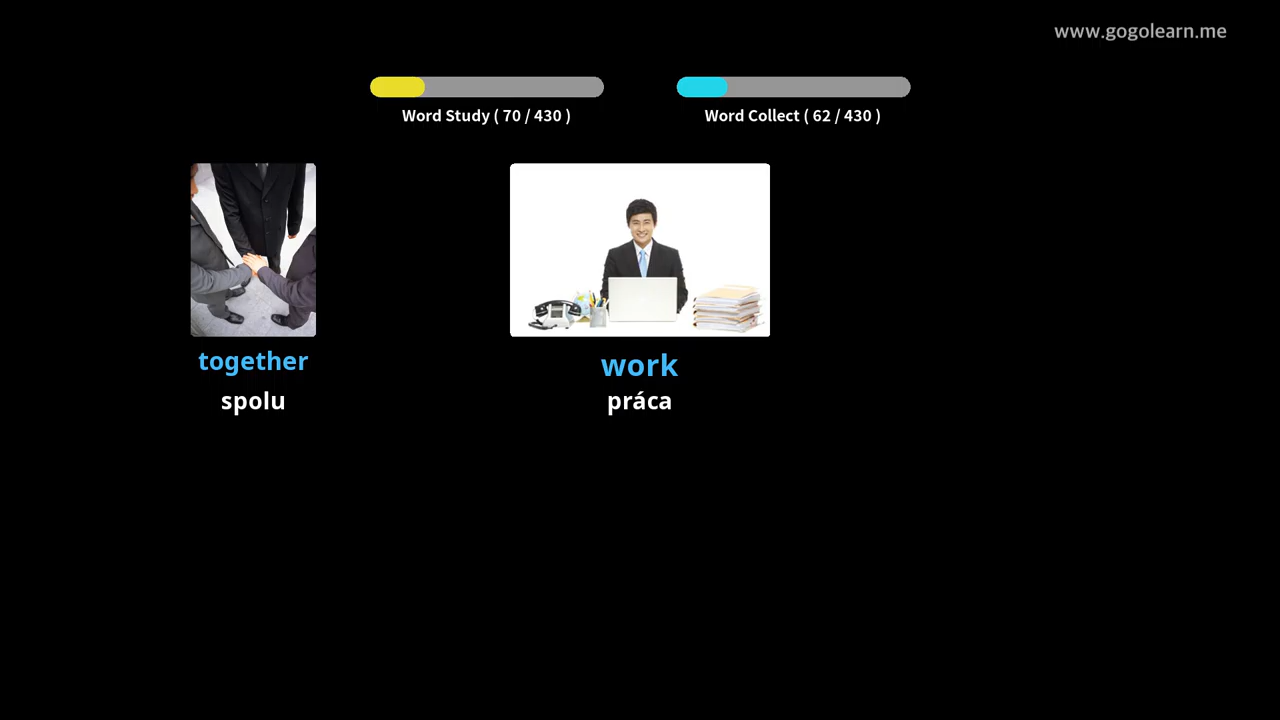 www.gogolearn.me
Word Study ( 70 / 430 )
Word Collect ( 62 / 430 )
together
spolu
work
práca